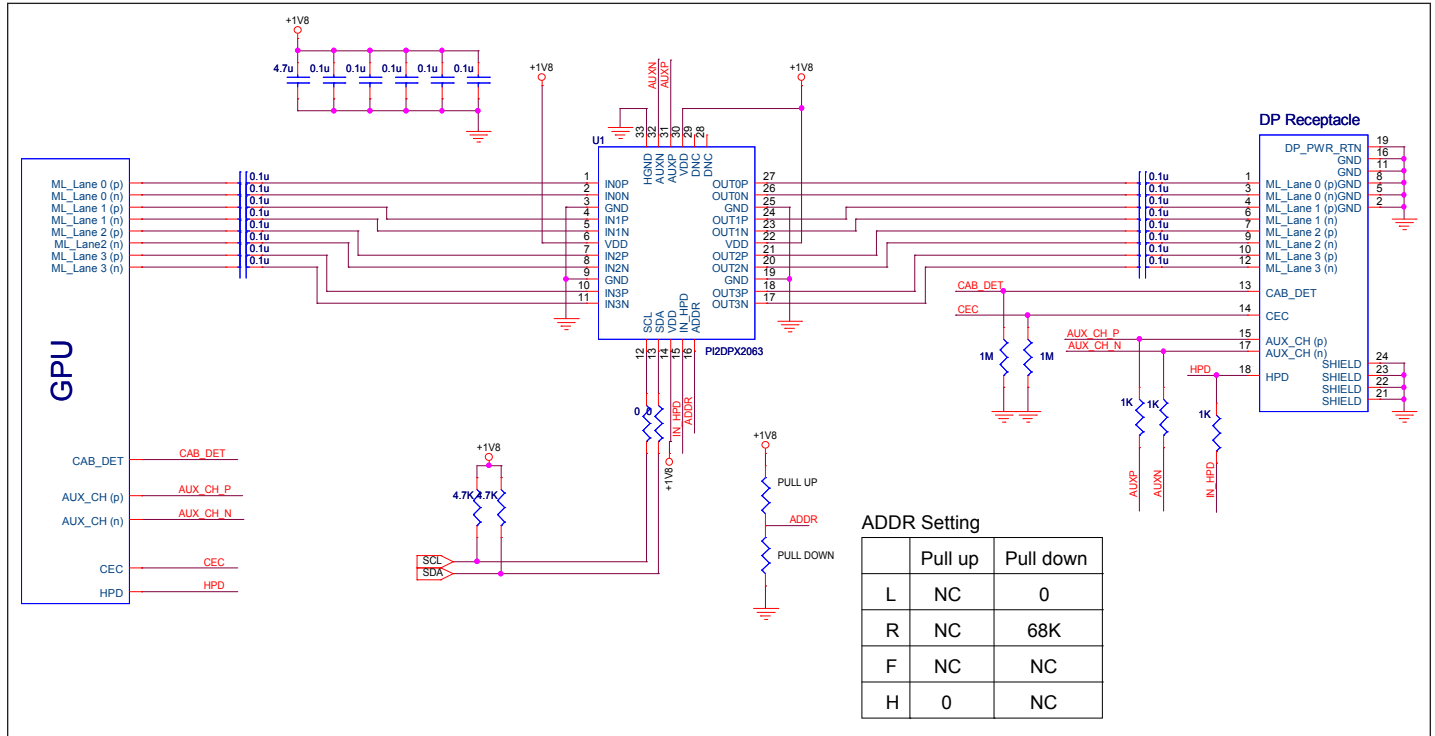 +1V8
4.7u 0.1u 0.1u 0.1u 0.1u 0.1u
+1V8
AUXN
AUXP
+1V8
GPU
ML_Lane 0 (p)
ML_Lane 0 (n)
ML_Lane 1 (p)
ML_Lane 1 (n)
ML_Lane 2 (p)
ML_Lane2 (n)
ML_Lane 3 (p)
ML_Lane 3 (n)
CAB_DET
AUX_CH (p)
AUX_CH (n)
CEC
HPD
CAB_DET
AUX_CH_P
AUX_CH_N
CEC
HPD
0.1u
0.1u
0.1u
0.1u
0.1u
0.1u
0.1u
0.1u
U1
33 HGND
32 AUXN
31 AUXP
30 VDD
29 DNC
28 DNC
1 IN0P
2 IN0N
3 GND
4 IN1P
5 IN1N
6 VDD
7 IN2P
8 IN2N
9 GND
10 IN3P
11 IN3N
OUT0P 27
OUT0N 26
GND 25
OUT1P 24
OUT1N 23
VDD 22
OUT2P 21
OUT2N 20
GND 19
OUT3P 18
OUT3N 17
SCL 12
SDA 13
VDD 14
IN_HPD 15
ADDR 16
PI2DPX2063
0 0
+1V8
IN_HPD
ADDR
+1V8
4.7K 4.7K
SCL
SDA
+1V8
PULL UP
ADDR
PULL DOWN
0.1u
0.1u
0.1u
0.1u
0.1u
0.1u
0.1u
0.1u
DP Receptacle
DP_PWR_RTN 19
GND 16
GND 11
1 ML_Lane 0 (p) GND 8
3 ML_Lane 0 (n) GND 5
4 ML_Lane 1 (p) GND 2
6 ML_Lane 1 (n)
7 ML_Lane 2 (p)
9 ML_Lane 2 (n)
10 ML_Lane 3 (p)
12 ML_Lane 3 (n)
CAB_DET 13 CAB_DET
CEC 14 CEC
AUX_CH_P 15 AUX_CH (p)
AUX_CH_N 17 AUX_CH (n)
HPD 18 HPD
SHIELD 24
SHIELD 23
SHIELD 22
SHIELD 21
1M 1M
1K 1K 1K
AUXP
AUXN
IN_HPD
ADDR Setting
Pull up Pull down
L NC 0
R NC 68K
F NC NC
H 0 NC